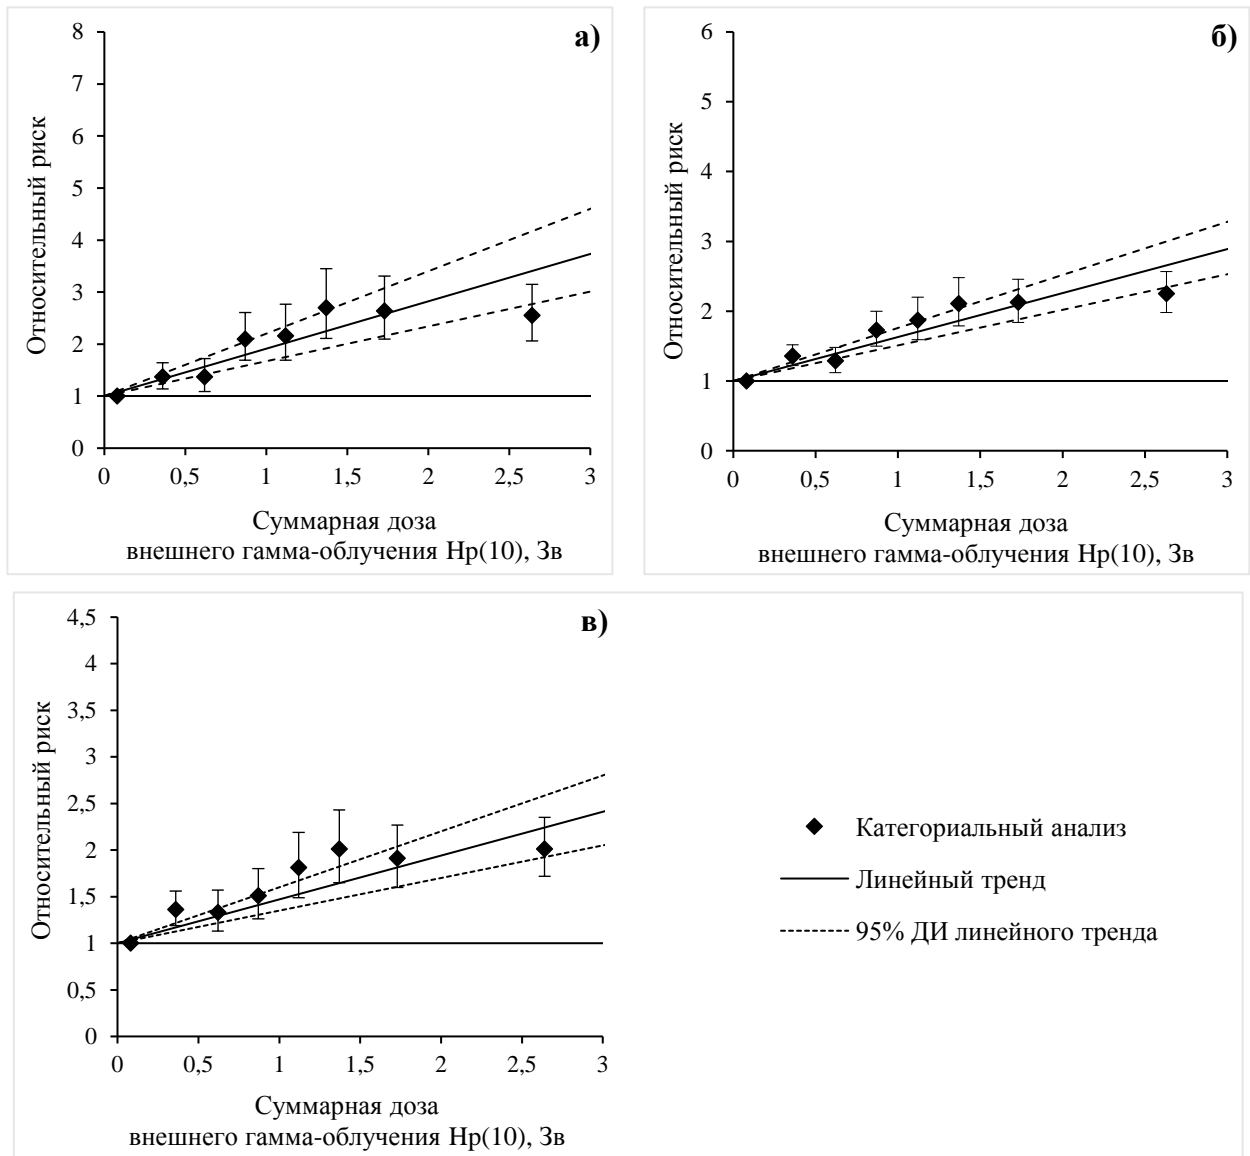 а)
8
7
6
5
4
3
2
1
0
Относительный риск
0 0,5 1 1,5 2 2,5 3
Суммарная доза
внешнего гамма-облучения Нр(10), Зв
б)
6
5
4
3
2
1
0
Относительный риск
0 0,5 1 1,5 2 2,5 3
Суммарная доза
внешнего гамма-облучения Нр(10), Зв
в)
4,5
4
3,5
3
2,5
2
1,5
1
0,5
0
Относительный риск
0 0,5 1 1,5 2 2,5 3
Суммарная доза
внешнего гамма-облучения Нр(10), Зв
Категориальный анализ
Линейный тренд
95% ДИ линейного тренда